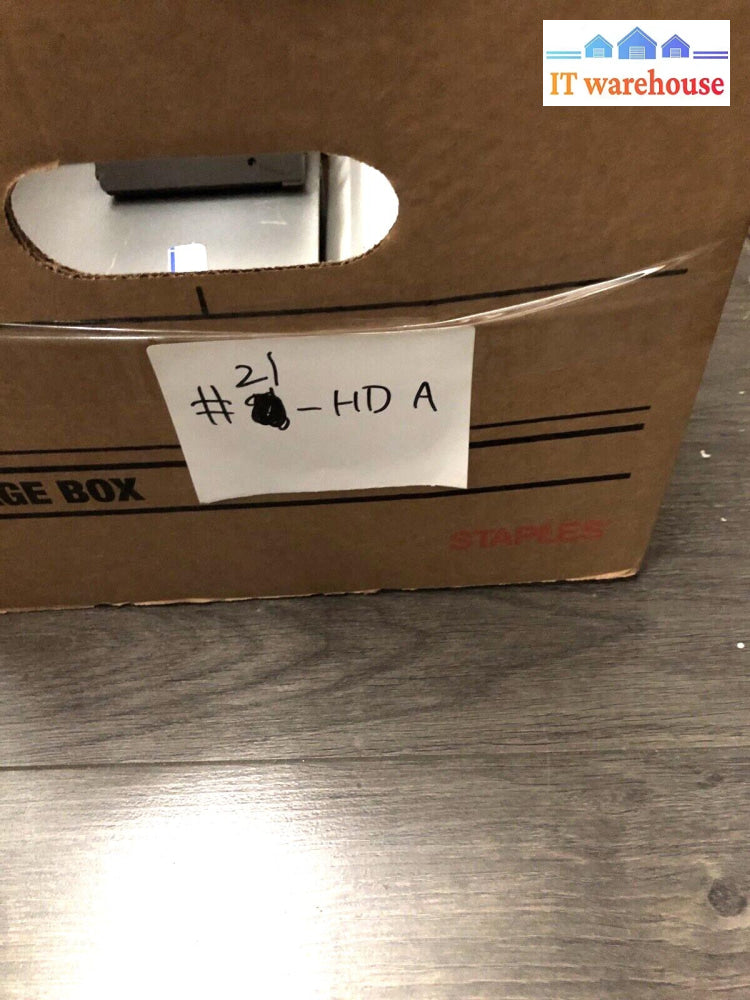 IT warehouse
21
# - HD A
GE BOX
STAPLES